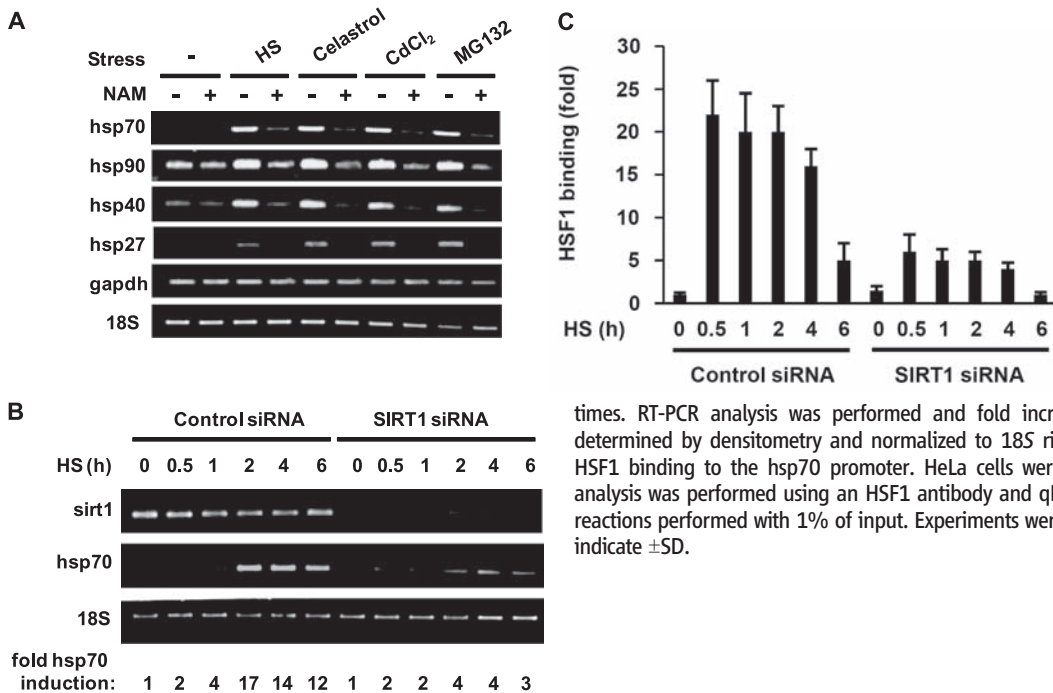 A
Stress - HS Celastrol CdCl₂ MG132
NAM - + - + - + - + - +
hsp70
hsp90
hsp40
hsp27
gapdh
18S
B
Control siRNA SIRT1 siRNA
HS (h) 0 0.5 1 2 4 6 0 0.5 1 2 4 6
sirt1
hsp70
18S
fold hsp70
induction: 1 2 4 17 14 12 1 2 2 4 4 3
C
HSF1 binding (fold)
30
25
20
15
10
5
0
HS (h) 0 0.5 1 2 4 6 0 0.5 1 2 4 6
Control siRNA SIRT1 siRNA
times. RT-PCR analysis was performed and fold incr
determined by densitometry and normalized to 18S ri
HSF1 binding to the hsp70 promoter. HeLa cells wer
analysis was performed using an HSF1 antibody and ql
reactions performed with 1% of input. Experiments wer
indicate ±SD.